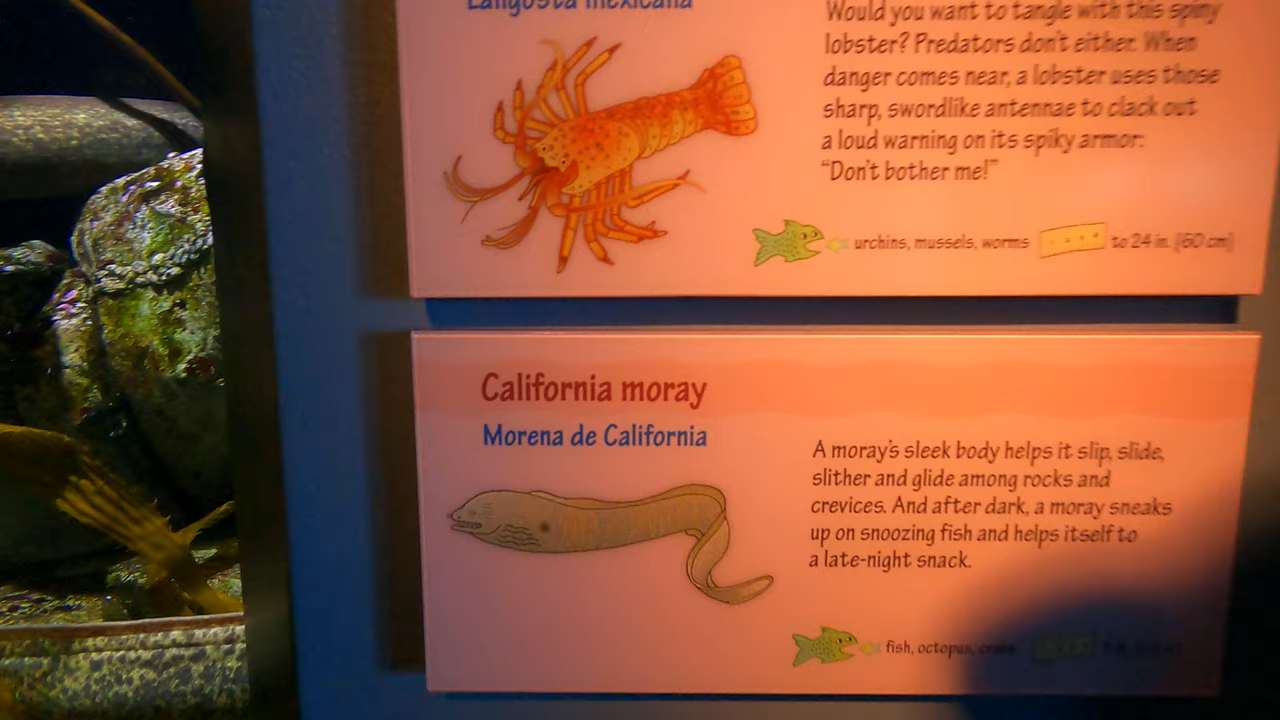 Langosta mexicana
Would you want to tangle with this spiny
lobster? Predators don't either. When
danger comes near, a lobster uses those
sharp, swordlike antennae to clack out
a loud warning on its spiky armor:
"Don't bother me!"
urchins, mussels, worms
to 24 in. (60 cm)
California moray
Morena de California
A moray's sleek body helps it slip, slide,
slither and glide among rocks and
crevices. And after dark, a moray sneaks
up on snoozing fish and helps itself to
a late-night snack.
fish, octopus, crabs